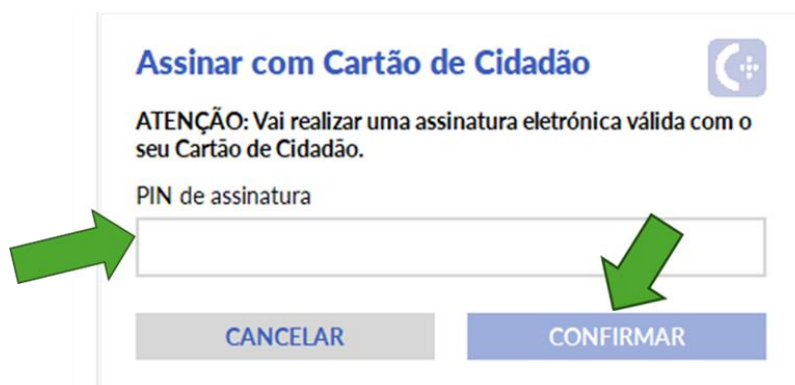 Assinar com Cartão de Cidadão
ATENÇÃO: Vai realizar uma assinatura eletrónica válida com o
seu Cartão de Cidadão.
PIN de assinatura
CANCELAR
CONFIRMAR